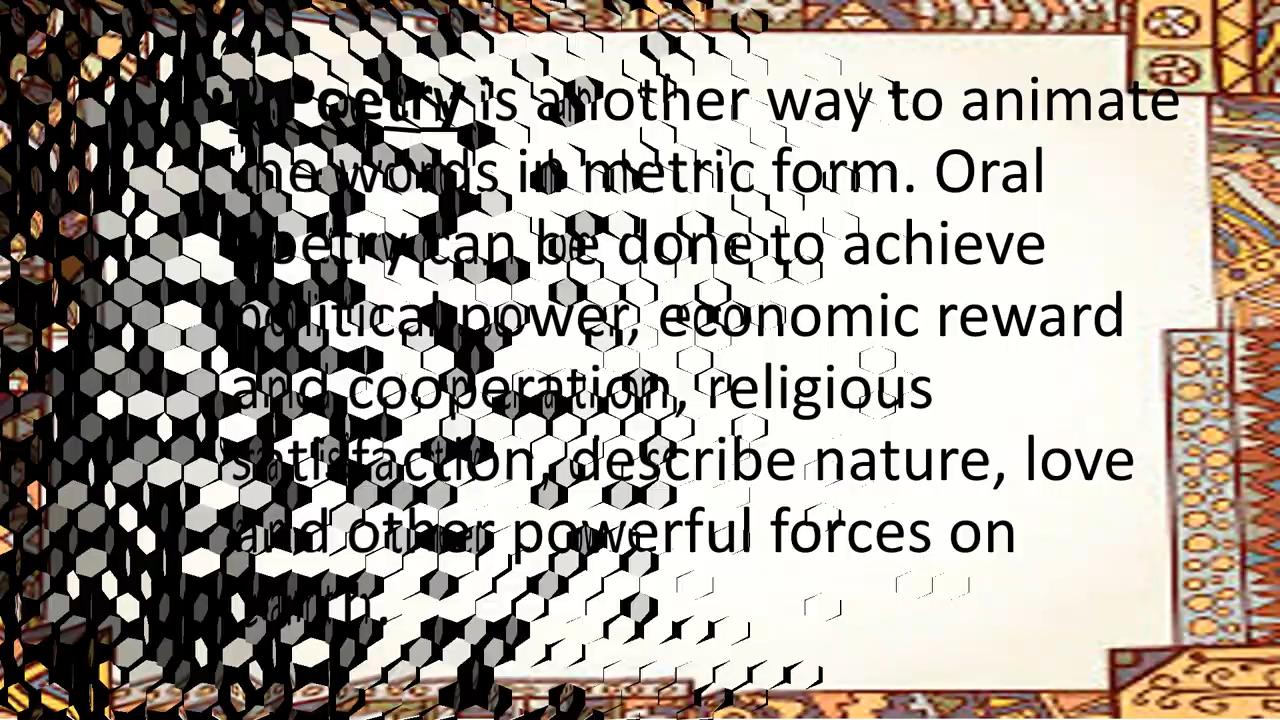 Poetry is another way to animate
the words in metric form. Oral
poetry can be done to achieve
political power, economic reward
and cooperation, religious
satisfaction, describe nature, love
and other powerful forces on
earth.